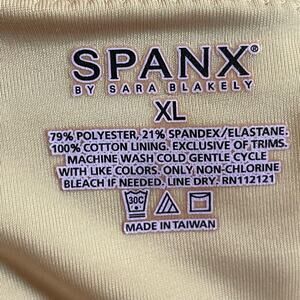 SPANX®
BY SARA BLAKELY
XL
79% POLYESTER, 21% SPANDEX/ELASTANE.
100% COTTON LINING. EXCLUSIVE OF TRIMS.
MACHINE WASH COLD GENTLE CYCLE
WITH LIKE COLORS. ONLY NON-CHLORINE
BLEACH IF NEEDED. LINE DRY. RN112121
30C
MADE IN TAIWAN